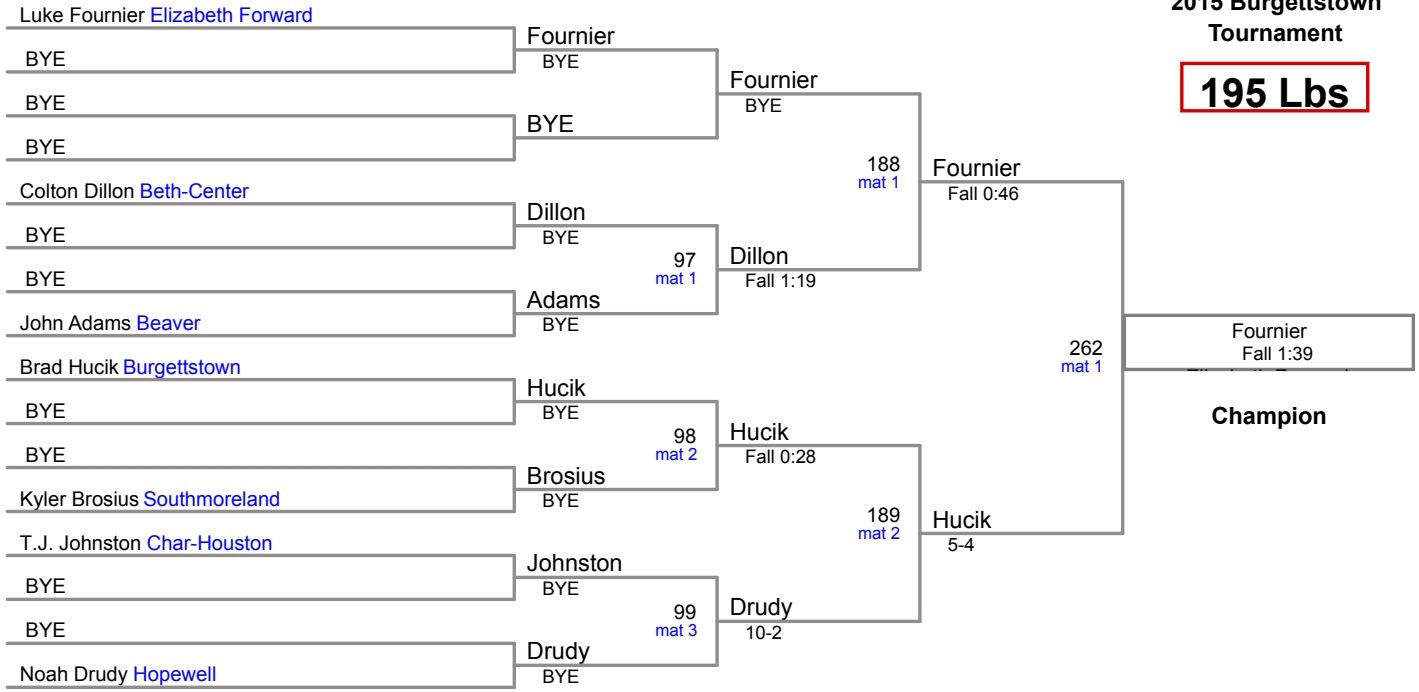 2015 Burgettstown
Tournament
195 Lbs
Luke Fournier Elizabeth Forward
BYE
BYE
BYE
Colton Dillon Beth-Center
BYE
BYE
John Adams Beaver
Brad Hucik Burgettstown
BYE
BYE
Kyler Brosius Southmoreland
T.J. Johnston Char-Houston
BYE
BYE
Noah Drudy Hopewell
Fournier
BYE
BYE
Dillon
BYE
Adams
BYE
Hucik
BYE
Brosius
BYE
Johnston
BYE
Drudy
BYE
97
mat 1
98
mat 2
99
mat 3
Fournier
BYE
Dillon
Fall 1:19
Hucik
Fall 0:28
Drudy
10-2
188
mat 1
189
mat 2
Fournier
Fall 0:46
Hucik
5-4
262
mat 1
Fournier
Fall 1:39
Champion